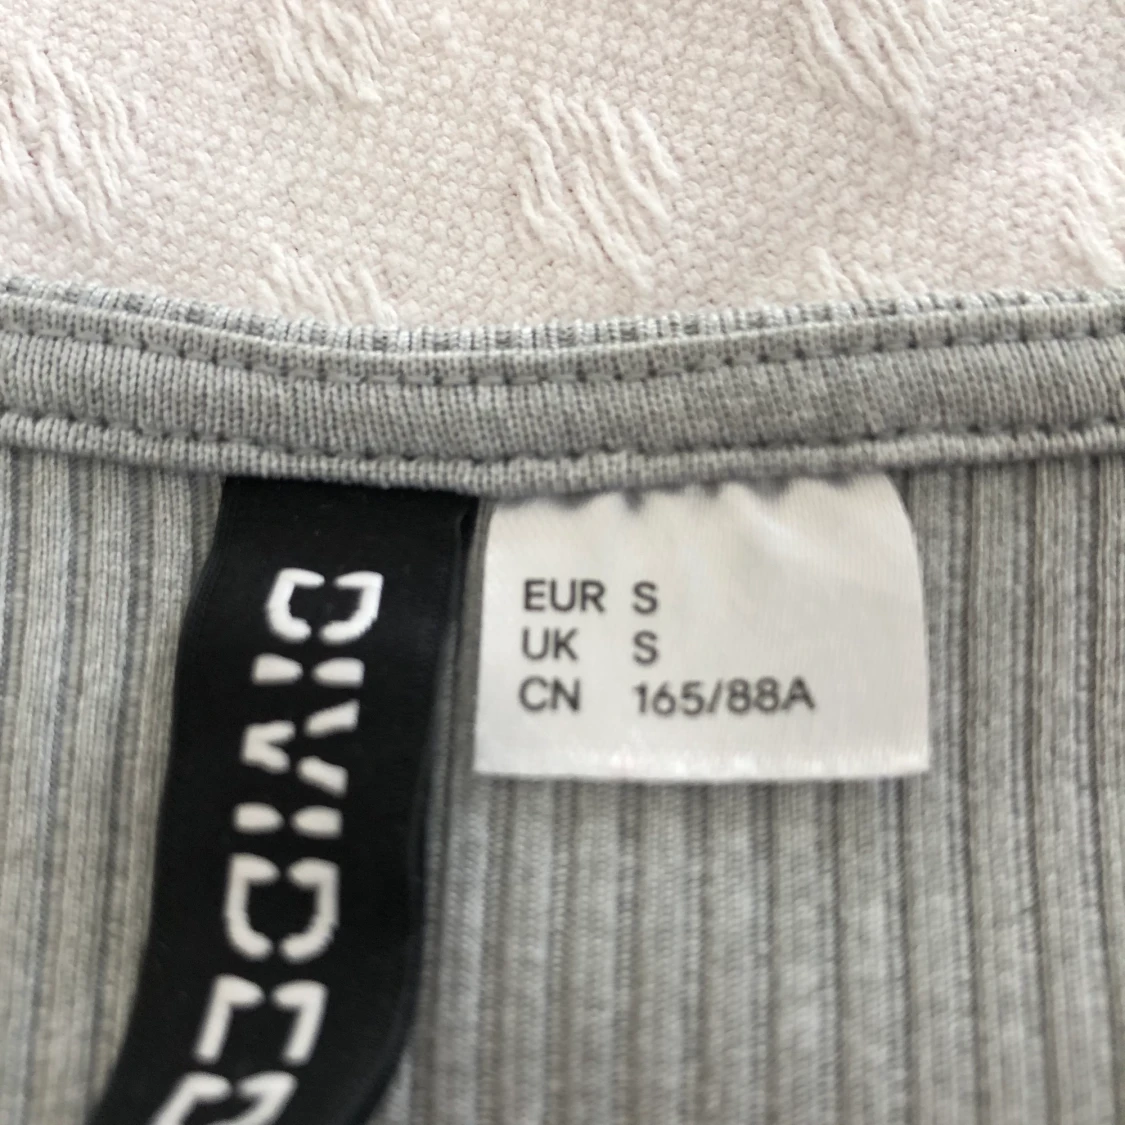 DIVIDED
EUR S
UK S
CN 165/88A